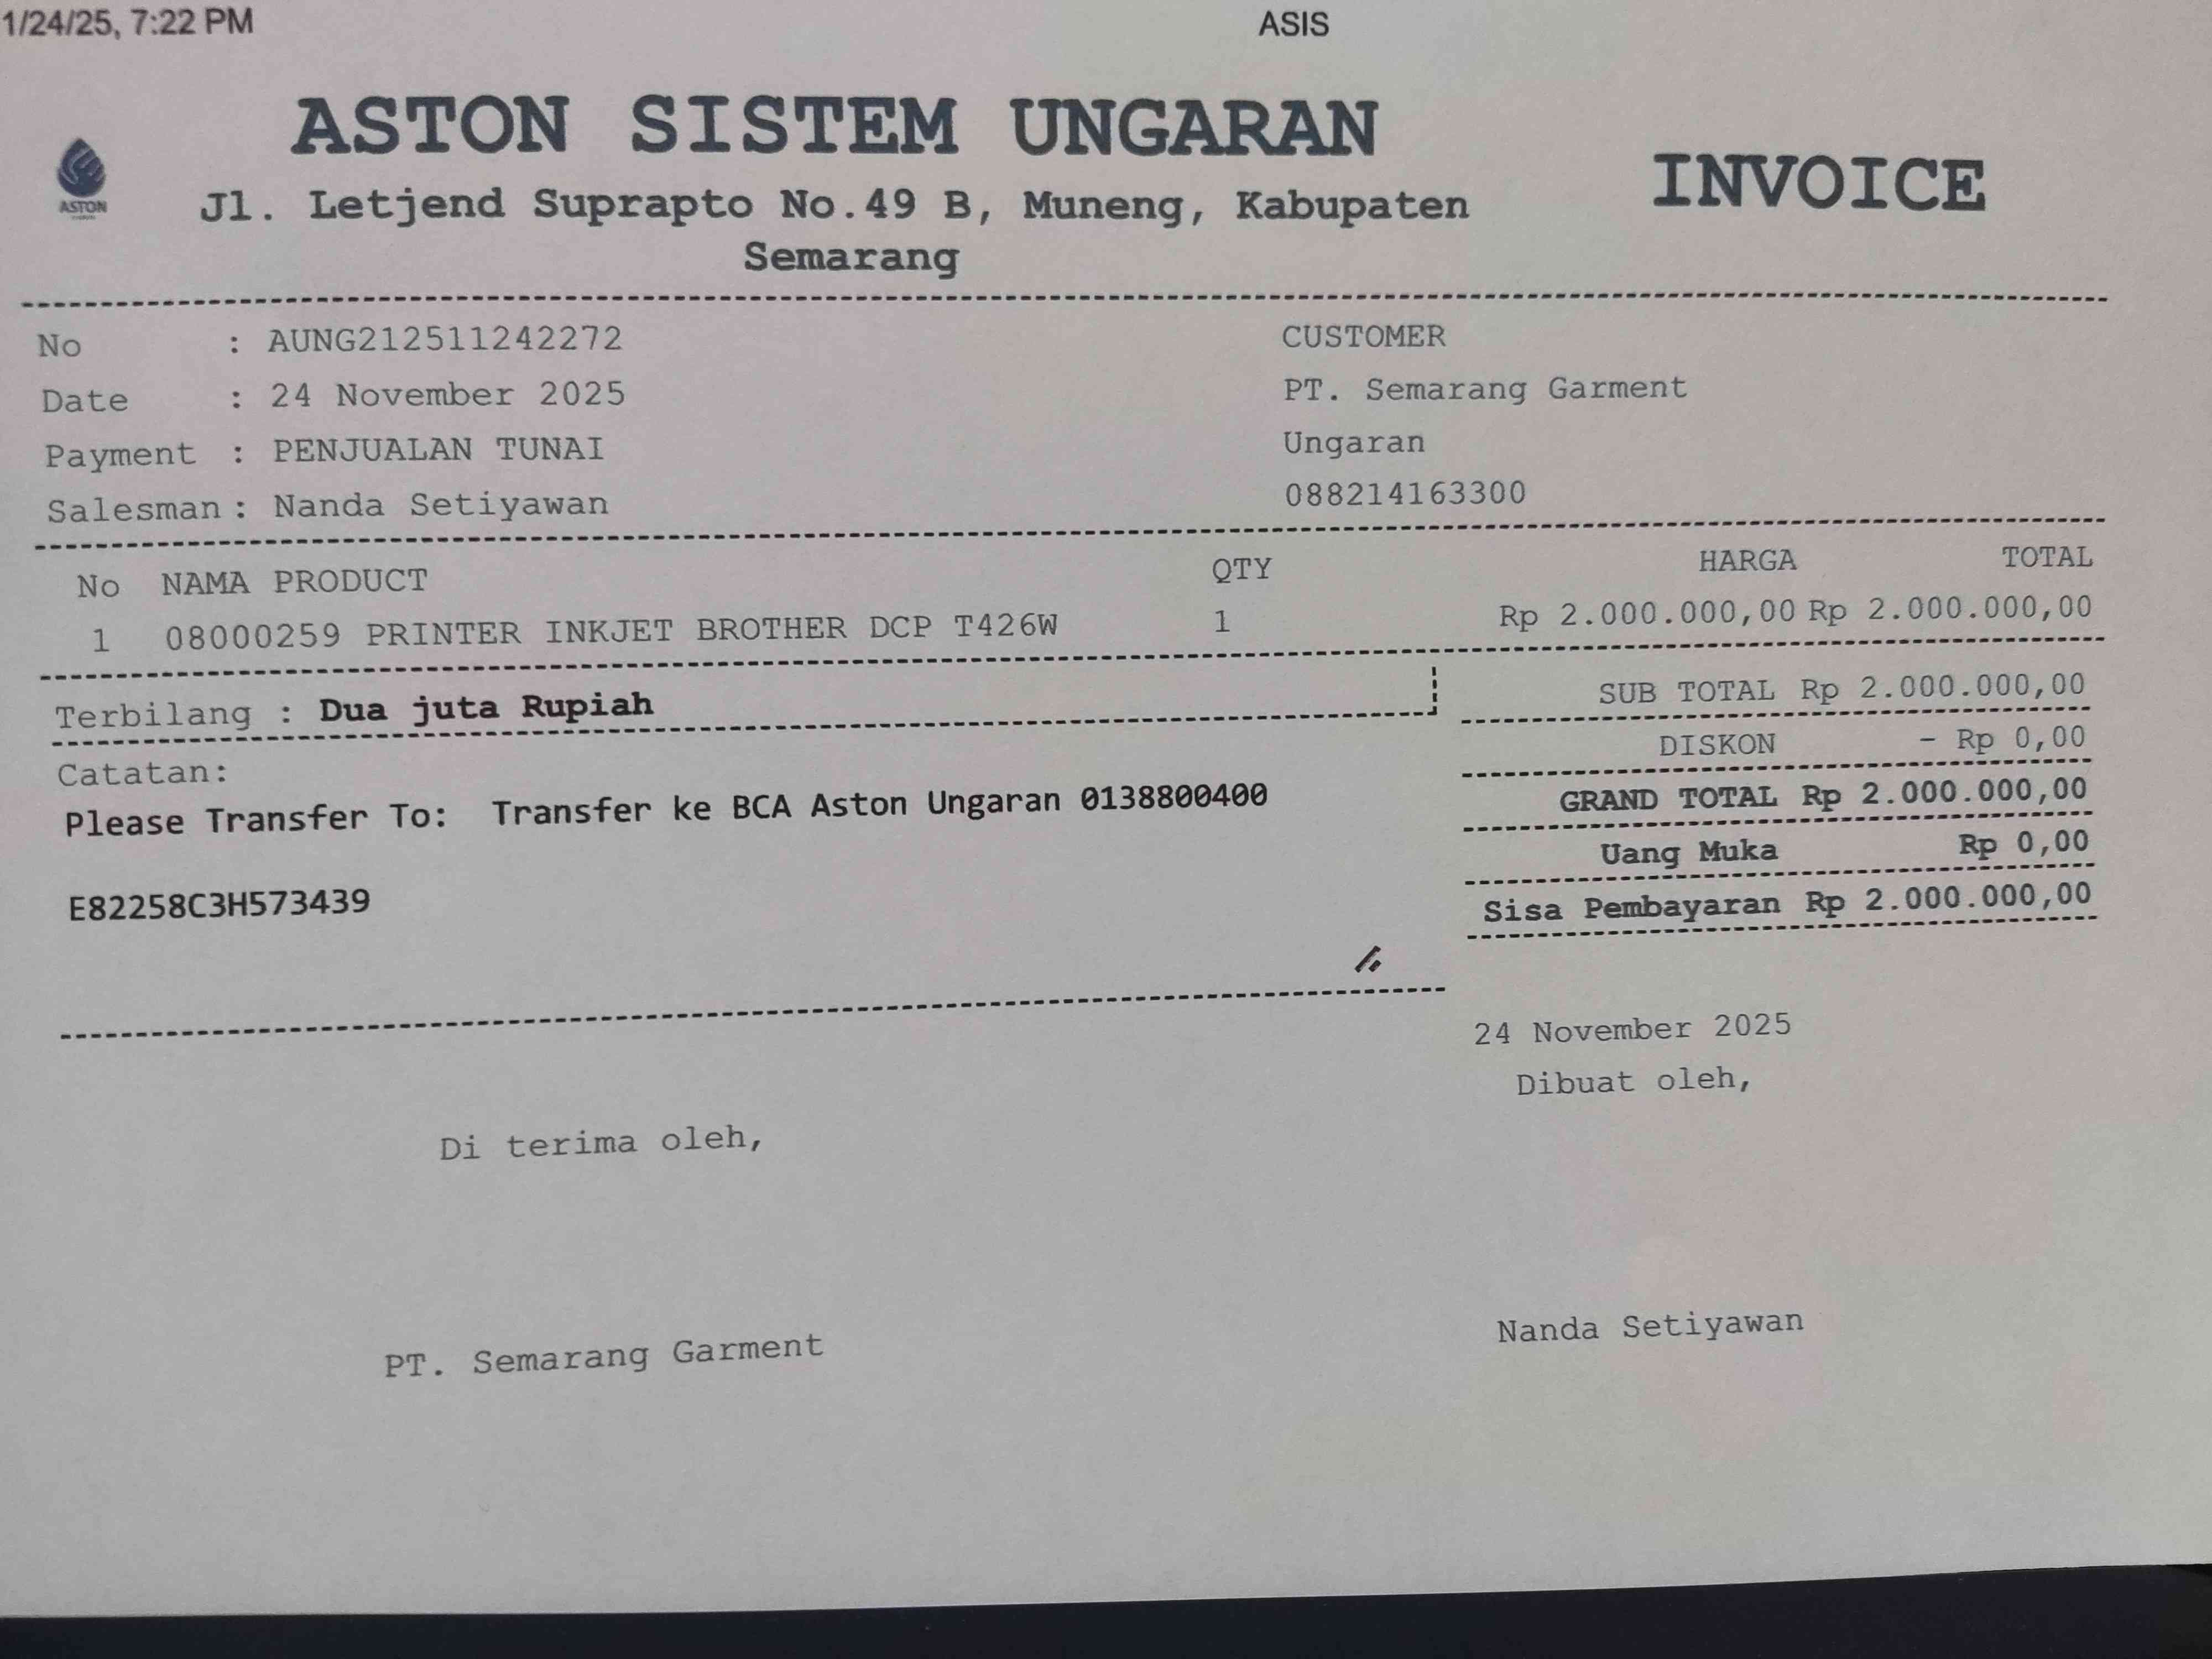 1/24/25, 7:22 PM ASIS
ASTON SISTEM UNGARAN
Jl. Letjend Suprapto No.49 B, Muneng, Kabupaten
Semarang
INVOICE
ASTON
No : AUNG212511242272
Date : 24 November 2025
Payment : PENJUALAN TUNAI
Salesman : Nanda Setiyawan
CUSTOMER
PT. Semarang Garment
Ungaran
088214163300
No NAMA PRODUCT QTY HARGA TOTAL
1 08000259 PRINTER INKJET BROTHER DCP T426W 1 Rp 2.000.000,00 Rp 2.000.000,00
Terbilang : Dua juta Rupiah
Catatan:
Please Transfer To: Transfer ke BCA Aston Ungaran 0138800400
E82258C3H573439
SUB TOTAL Rp 2.000.000,00
DISKON - Rp 0,00
GRAND TOTAL Rp 2.000.000,00
Uang Muka Rp 0,00
Sisa Pembayaran Rp 2.000.000,00
24 November 2025
Dibuat oleh,
Di terima oleh,
Nanda Setiyawan
PT. Semarang Garment